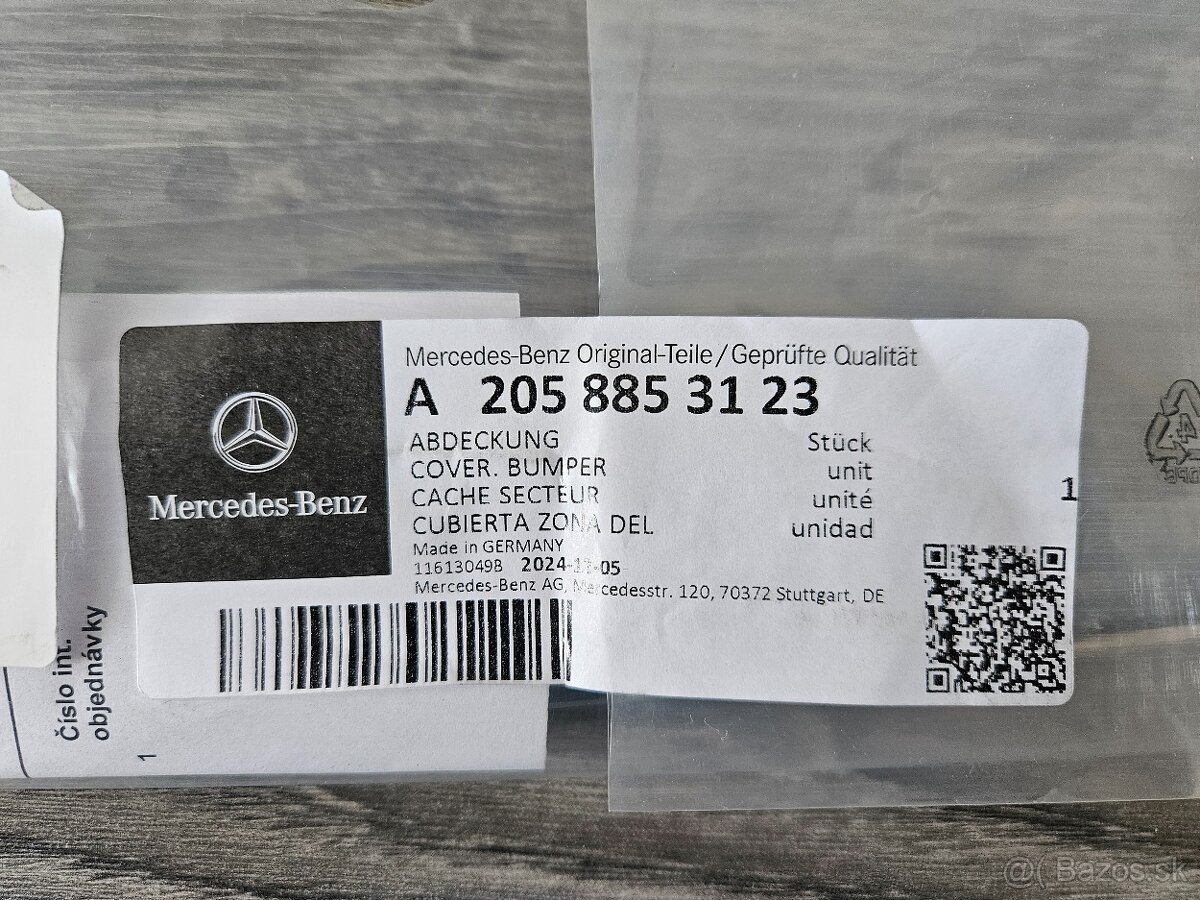 Mercedes-Benz Original-Teile/Geprüfte Qualität
A 205 885 31 23
ABDECKUNG Stück
COVER. BUMPER unit
CACHE SECTEUR unité
CUBIERTA ZONA DEL unidad
1
Made in GERMANY
116130498
Mercedes-Benz AG, Mercedesstr. 120, 70372 Stuttgart, DE
Mercedes-Benz
Číslo int.
objednávky
1
4
Bazos.sk